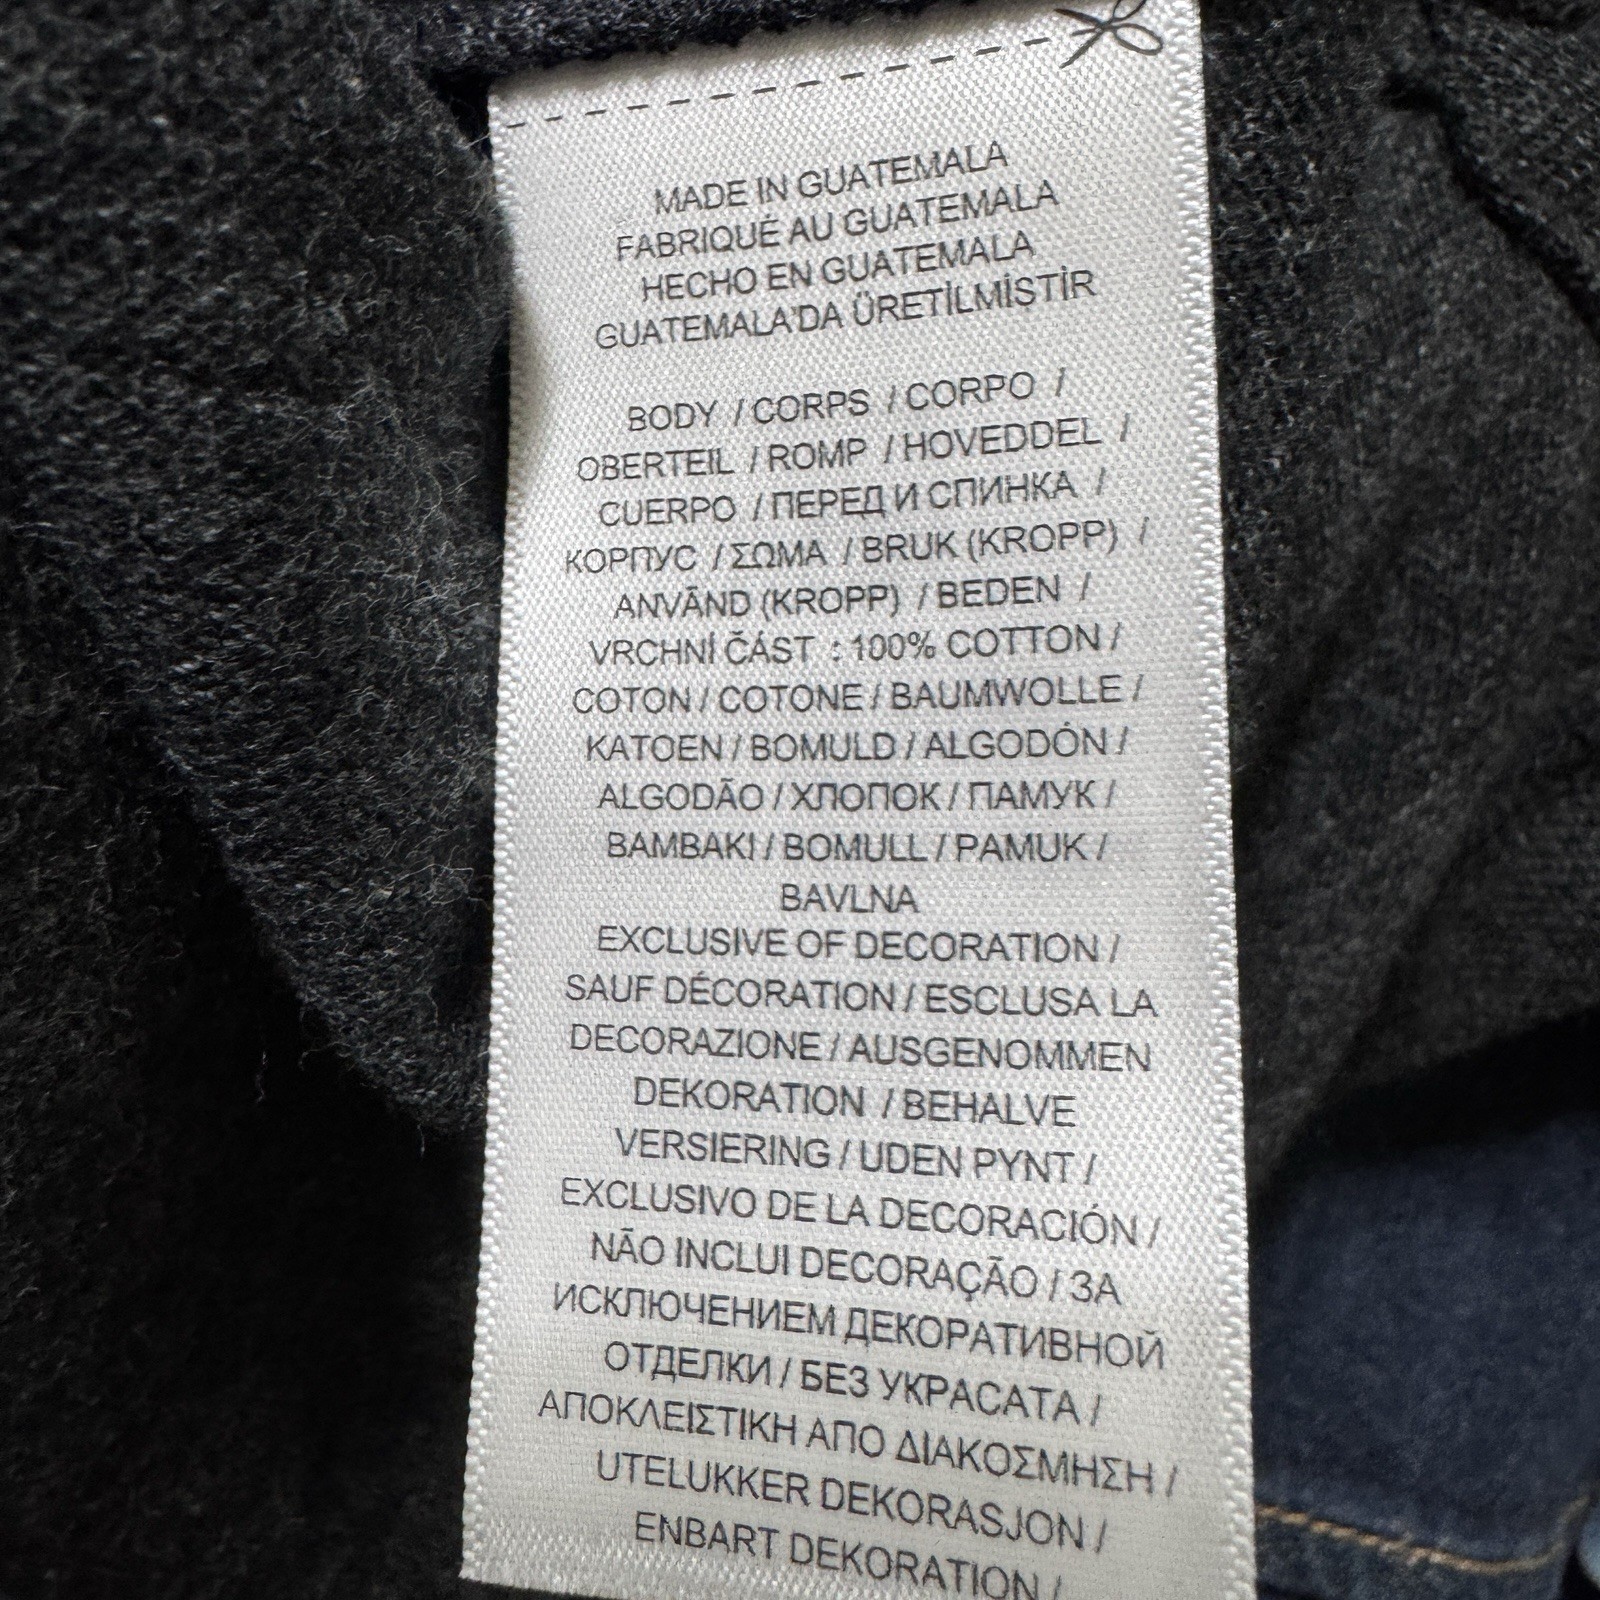 MADE IN GUATEMALA
FABRIQUÉ AU GUATEMALA
HECHO EN GUATEMALA
GUATEMALA'DA ÜRETİLMİSTİR
BODY / CORPS / CORPO /
OBERTEIL / ROMP / HOVEDDEL /
CUERPO / ПЕРЕД И СПИНКА /
КОРПУС / ΣΩΜΑ / BRUK (KROPP) /
ANVÄND (KROPP) / BEDEN /
VRCHNÍ ČÁST : 100% COTTON /
COTON / COTONE / BAUMWOLLE /
KATOEN / BOMULD / ALGODÓN /
ALGODÃO / ХЛОПОК / ПАМУК /
BAMBAKI / BOMULL / PAMUK /
BAVLNA
EXCLUSIVE OF DECORATION /
SAUF DÉCORATION / ESCLUSA LA
DECORAZIONE / AUSGENOMMEN
DEKORATION / BEHALVE
VERSIERING / UDEN PYNT /
EXCLUSIVO DE LA DECORACIÓN /
NÃO INCLUI DECORAÇÃO / ЗА
ИСКЛЮЧЕНИЕМ ДЕКОРАТИВНОЙ
ОТДЕЛКИ / БЕЗ УКРАСАТА /
ΑΠΟΚΛΕΙΣΤΙΚΗ ΑΠΟ ΔΙΑΚΟΣΜΗΣΗ /
UTELUKKER DEKORASJON /
ENBART DEKORATION /